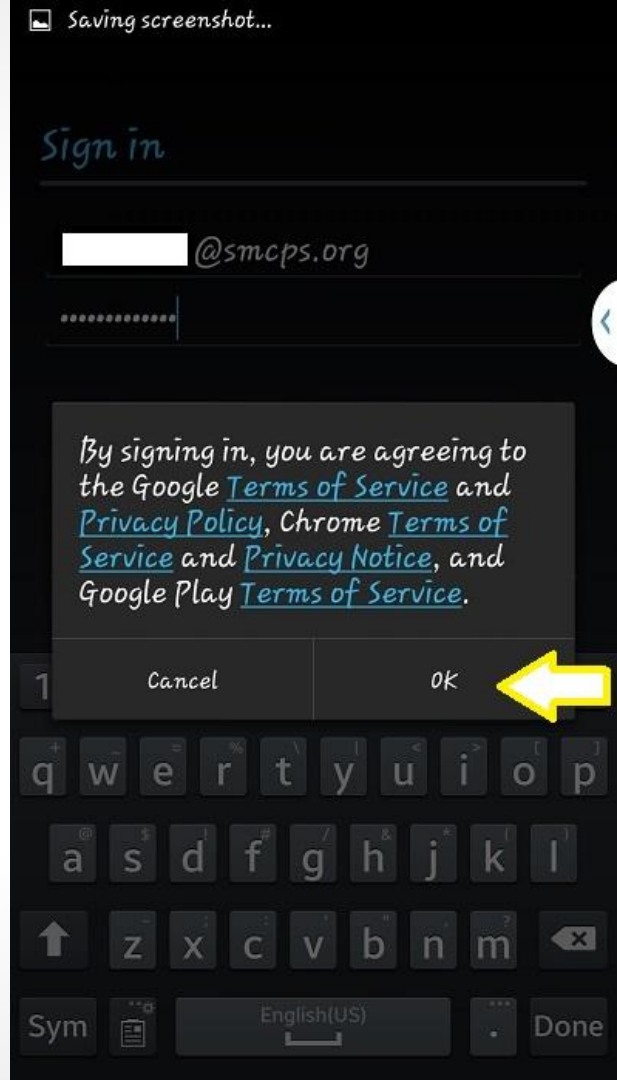 Saving screenshot...
Sign in
@smcps.org
•••••••••••••
By signing in, you are agreeing to
the Google Terms of Service and
Privacy Policy, Chrome Terms of
Service and Privacy Notice, and
Google Play Terms of Service.
Cancel OK
1
+ _ = % \ | < > [ ]
q w e r t y u i o p
@ $ ! # / & * ( )
a s d f g h j k l
z x c v b n m
Sym English(US) . Done